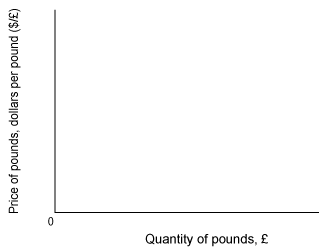 Price of pounds, dollars per pound ($/£)
0
Quantity of pounds, £